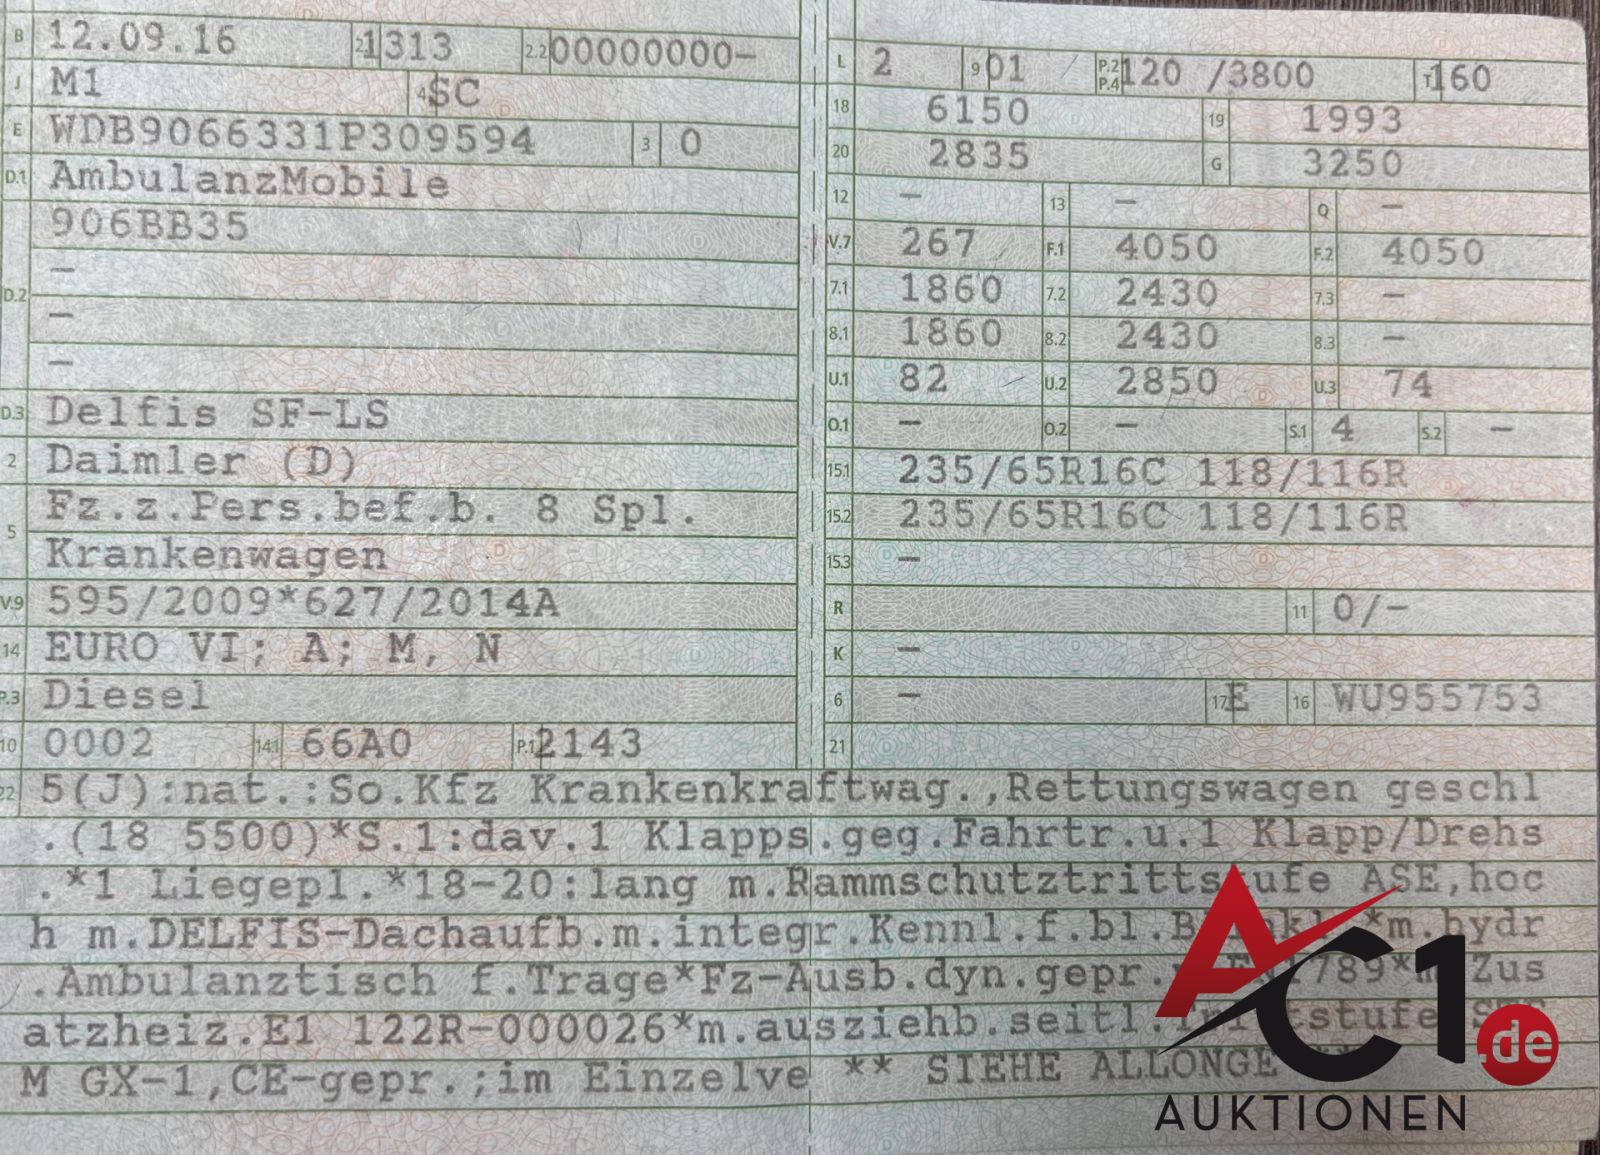 B 12.09.16 2.1 1313 2.2 00000000-
J M1 4 SC
E WDB9066331P309594 3 0
D.1 AmbulanzMobile
906BB35
-
D.2
-
-
D.3 Delfis SF-LS
2 Daimler (D)
5 Fz.z.Pers.bef.b. 8 Spl.
Krankenwagen
V.9 595/2009*627/2014A
14 EURO VI; A; M, N
P.3 Diesel
10 0002 14.1 66A0 P.1 2143
L 2 9 01 / P.2 P.4 120 /3800 T 160
18 6150 19 1993
20 2835 G 3250
12 - 13 - Q -
V.7 267 F.1 4050 F.2 4050
7.1 1860 7.2 2430 7.3 -
8.1 1860 8.2 2430 8.3 -
U.1 82 U.2 2850 U.3 74
O.1 - O.2 - S.1 4 S.2 -
15.1 235/65R16C 118/116R
15.2 235/65R16C 118/116R
15.3 -
R 11 0/-
K -
6 - 17 E 16 WU955753
21
22 5(J):nat.:So.Kfz Krankenkraftwag.,Rettungswagen geschl
.(18 5500)*S.1:dav.1 Klapps.geg.Fahrtr.u.1 Klapp/Drehs
.*1 Liegepl.*18-20:lang m.Rammschutztrittstufe ASE,hoc
h m.DELFIS-Dachaufb.m.integr.Kennl.f.bl. *m.hydr
.Ambulanztisch f.Trage*Fz-Ausb.dyn.gepr. 1789*m.Zus
atzheiz.E1 122R-000026*m.ausziehb.seitl.Trittstufe
M GX-1,CE-gepr.;im Einzelve ** SIEHE ALLONGE
AC1.de
AUKTIONEN